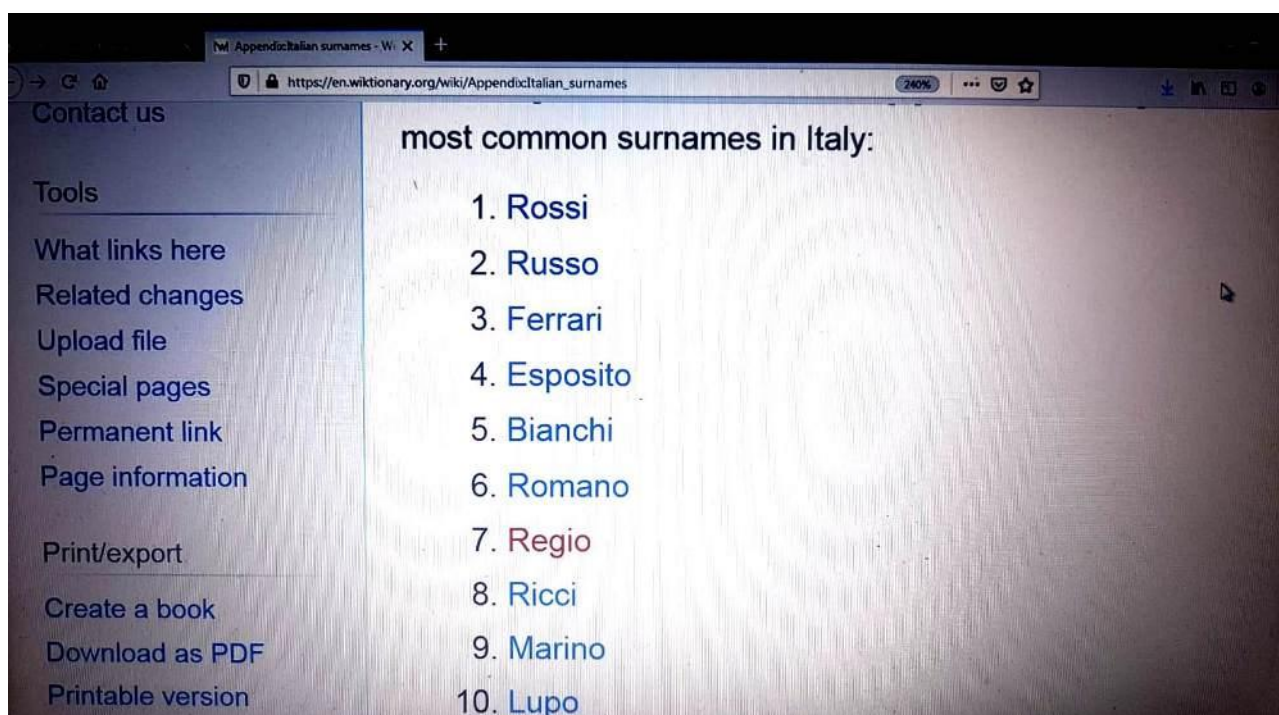 Appendix:Italian surnames - Wi
https://en.wiktionary.org/wiki/Appendix:Italian_surnames
240%
Contact us
Tools
What links here
Related changes
Upload file
Special pages
Permanent link
Page information
Print/export
Create a book
Download as PDF
Printable version
most common surnames in Italy:
1. Rossi
2. Russo
3. Ferrari
4. Esposito
5. Bianchi
6. Romano
7. Regio
8. Ricci
9. Marino
10. Lupo